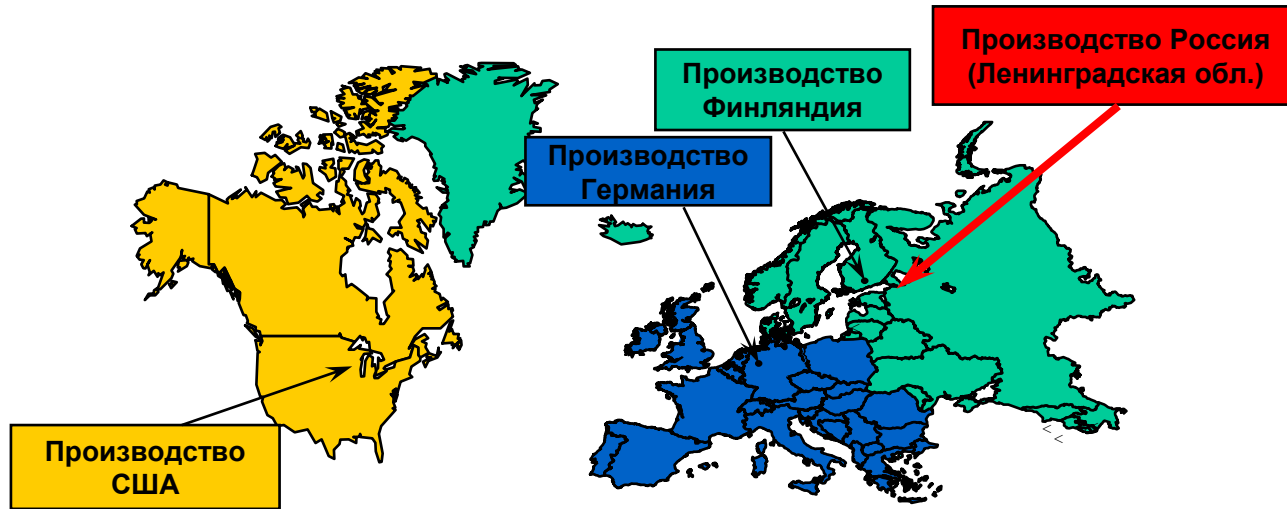 Производство Россия
(Ленинградская обл.)
Производство
Финляндия
Производство
Германия
Производство
США